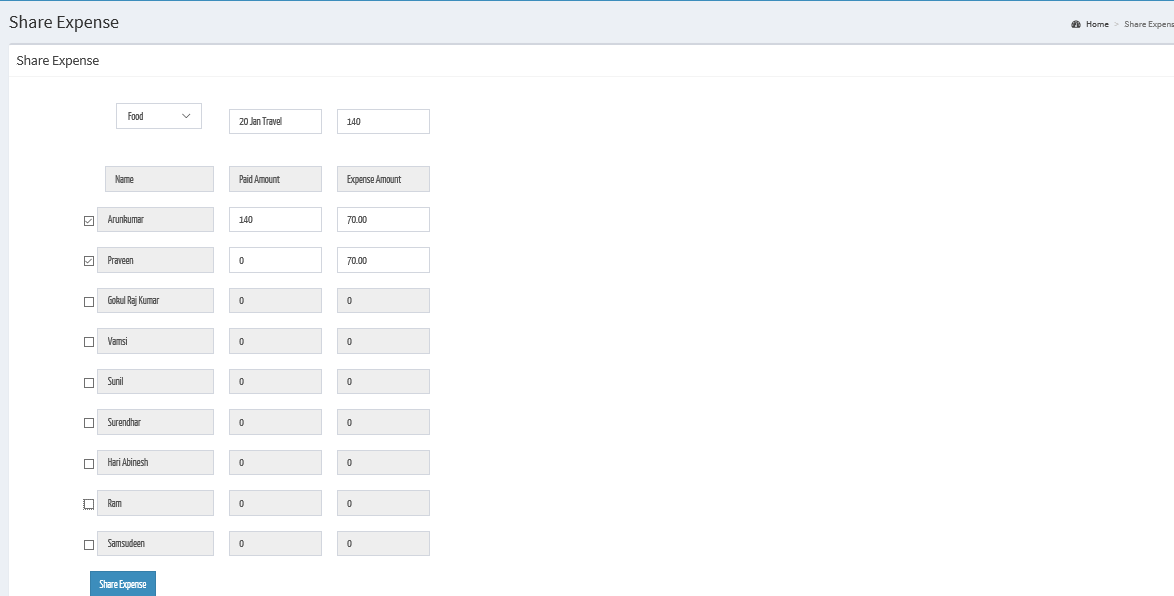 Share Expense
Home > Share Expens
Share Expense
Food 20 Jan Travel 140
Name Paid Amount Expense Amount
Arunkumar 140 70.00
Praveen 0 70.00
Gokul Raj Kumar 0 0
Vamsi 0 0
Sunil 0 0
Surendhar 0 0
Hari Abinesh 0 0
Ram 0 0
Samsudeen 0 0
Share Expense